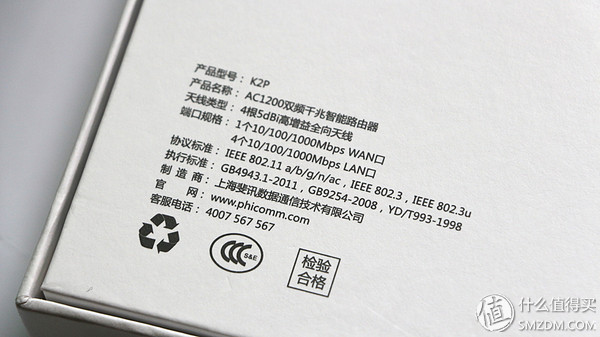 产品型号： K2P
产品名称： AC1200双频千兆智能路由器
天线类型： 4根5dBi高增益全向天线
端口规格： 1个10/100/1000Mbps WAN口
4个10/100/1000Mbps LAN口
协议标准： IEEE 802.11 a/b/g/n/ac，IEEE 802.3，IEEE 802.3u
执行标准： GB4943.1-2011，GB9254-2008，YD/T993-1998
制 造 商： 上海斐讯数据通信技术有限公司
官 网： www.phicomm.com
客服电话： 4007 567 567
CCC S&E
检验
合格
值 什么值得买
SMZDM.COM